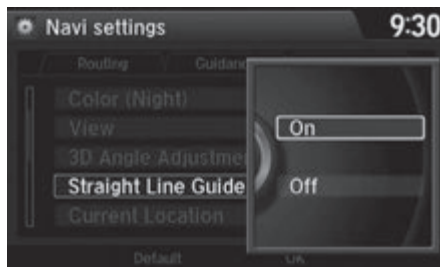 Navi settings
9:30
Routing
Guidanc
Color (Night)
View
3D Angle Adjustme
Straight Line Guide
Current Location
On
Off
Default
OK